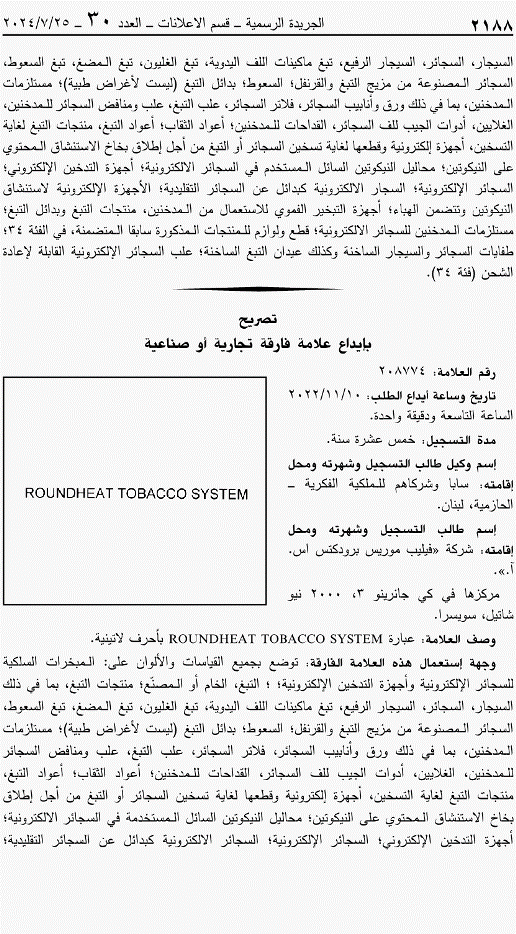 ٢١٨٨
الجريدة الرسمية ــ قسم الاعلانات ــ العدد ٣٠ ــ ٢٠٢٤/٧/٢٥
السيجار، السجائر، السيجار الرفيع، تبغ ماكينات اللف اليدوية، تبغ الغليون، تبغ المضغ، تبغ السعوط،
السجائر المصنوعة من مزيج التبغ والقرنفل؛ السعوط؛ بدائل التبغ (ليست لأغراض طبية)؛ مستلزمات
المدخنين، بما في ذلك ورق وأنابيب السجائر، فلاتر السجائر، علب التبغ، علب ومنافض السجائر للمدخنين،
الغلايين، أدوات الجيب للف السجائر، القداحات للمدخنين؛ أعواد الثقاب؛ أعواد التبغ، منتجات التبغ لغاية
التسخين، أجهزة إلكترونية وقطعها لغاية تسخين السجائر أو التبغ من أجل إطلاق بخاخ الاستنشاق المحتوي
على النيكوتين؛ محاليل النيكوتين السائل المستخدم في السجائر الالكترونية؛ أجهزة التدخين الإلكتروني؛
السجائر الإلكترونية؛ السجار الالكترونية كبدائل عن السجائر التقليدية؛ الأجهزة الإلكترونية لاستنشاق
النيكوتين وتتضمن الهباء؛ أجهزة التبخير الفموي للاستعمال من المدخنين، منتجات التبغ وبدائل التبغ؛
مستلزمات المدخنين للسجائر الالكترونية؛ قطع ولوازم للمنتجات المذكورة سابقا المتضمنة، في الفئة ٣٤؛
طفايات السجائر والسيجار الساخنة وكذلك عيدان التبغ الساخنة؛ علب السجائر الإلكترونية القابلة لإعادة
الشحن (فئة ٣٤).
تصريح
بإيداع علامة فارقة تجارية أو صناعية
رقم العلامة: ٢٠٨٧٧٤
تاريخ وساعة أيداع الطلب: ٢٠٢٢/١١/١٠
الساعة التاسعة ودقيقة واحدة.
مدة التسجيل: خمس عشرة سنة.
إسم وكيل طالب التسجيل وشهرته ومحل
إقامته: سابا وشركاهم للملكية الفكرية ــ
الحازمية، لبنان.
إسم طالب التسجيل وشهرته ومحل
إقامته: شركة «فيليب موريس برودكتس اس.
آ.».
مركزها في كي جانرينو ٣، ٢٠٠٠ نيو
شاتيل، سويسرا.
ROUNDHEAT TOBACCO SYSTEM
وصف العلامة: عبارة ROUNDHEAT TOBACCO SYSTEM بأحرف لاتينية.
وجهة إستعمال هذه العلامة الفارقة: توضع بجميع القياسات والألوان على: المبخرات السلكية
للسجائر الإلكترونية وأجهزة التدخين الإلكترونية؛ ؛ التبغ، الخام أو المصنّع؛ منتجات التبغ، بما في ذلك
السيجار، السجائر، السيجار الرفيع، تبغ ماكينات اللف اليدوية، تبغ الغليون، تبغ المضغ، تبغ السعوط،
السجائر المصنوعة من مزيج التبغ والقرنفل؛ السعوط؛ بدائل التبغ (ليست لأغراض طبية)؛ مستلزمات
المدخنين، بما في ذلك ورق وأنابيب السجائر، فلاتر السجائر، علب التبغ، علب ومنافض السجائر
للمدخنين، الغلايين، أدوات الجيب للف السجائر، القداحات للمدخنين؛ أعواد الثقاب؛ أعواد التبغ،
منتجات التبغ لغاية التسخين، أجهزة إلكترونية وقطعها لغاية تسخين السجائر أو التبغ من أجل إطلاق
بخاخ الاستنشاق المحتوي على النيكوتين؛ محاليل النيكوتين السائل المستخدمة في السجائر الالكترونية؛
أجهزة التدخين الإلكتروني؛ السجائر الإلكترونية؛ السجائر الالكترونية كبدائل عن السجائر التقليدية؛